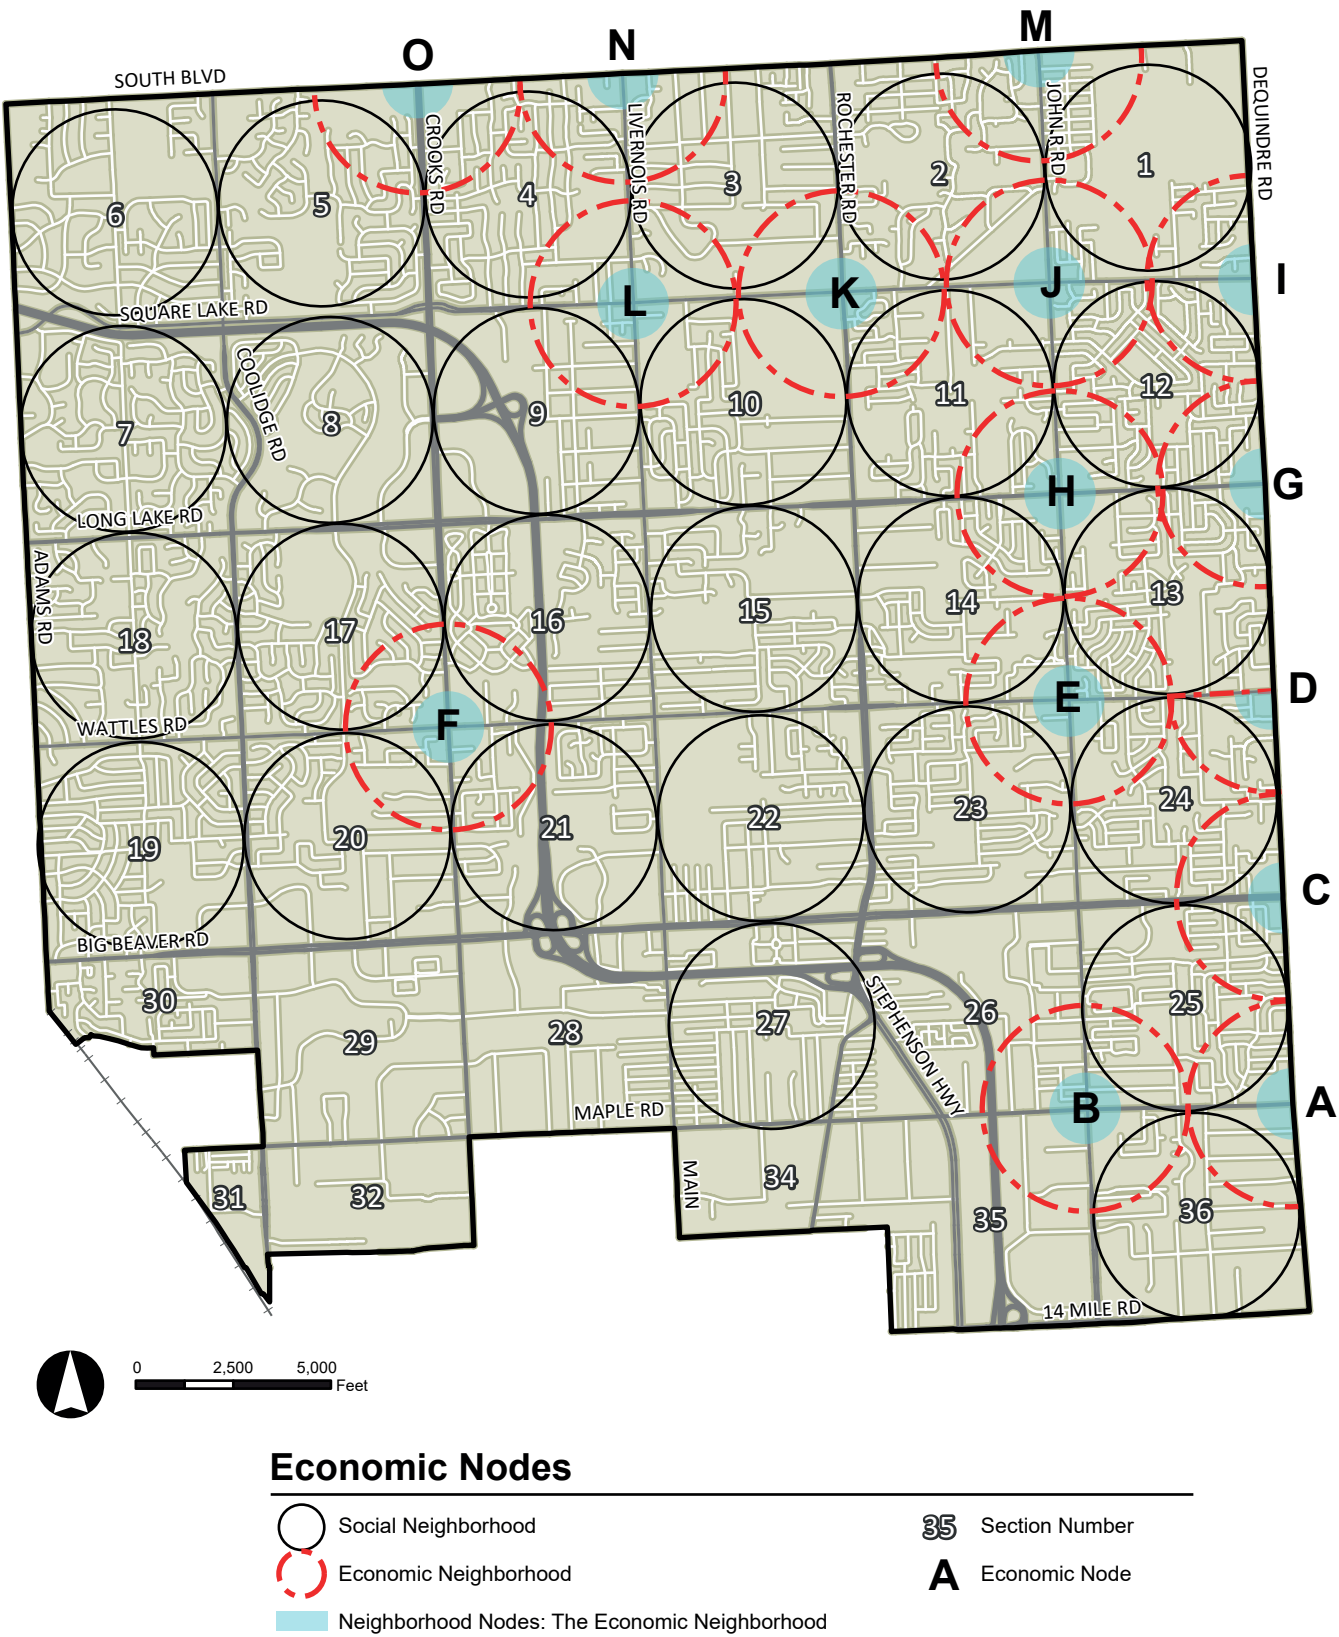 M
N
O
SOUTH BLVD
DEQUINDRE RD
JOHN R RD
ROCHESTER RD
LIVERNOIS RD
CROOKS RD
1
2
3
4
5
6
I
J
K
L
SQUARE LAKE RD
COOLIDGE RD
7
8
9
10
11
12
G
H
LONG LAKE RD
ADAMS RD
18
17
16
15
14
13
D
E
F
WATTLES RD
19
20
21
22
23
24
C
BIG BEAVER RD
30
29
28
27
26
25
STEPHENSON HWY
MAPLE RD
B
A
MAIN
31
32
34
35
36
14 MILE RD
0 2,500 5,000
Feet
Economic Nodes
Social Neighborhood
35 Section Number
Economic Neighborhood
A Economic Node
Neighborhood Nodes: The Economic Neighborhood